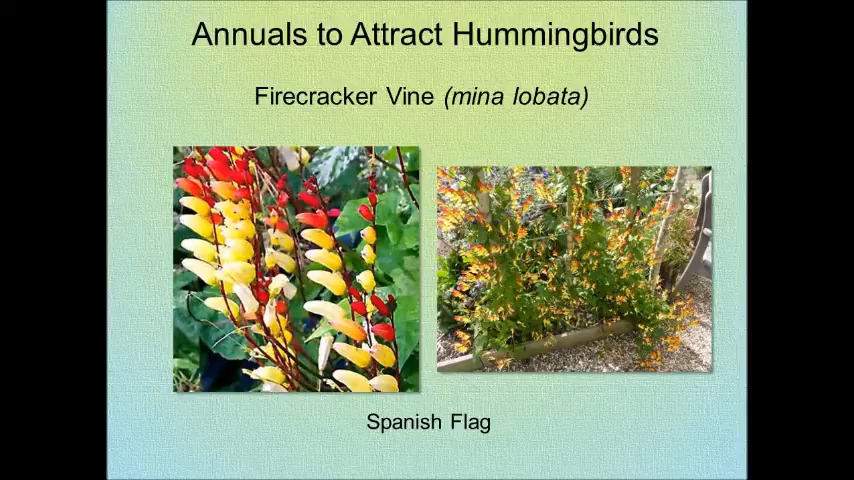 Annuals to Attract Hummingbirds
Firecracker Vine (mina lobata)
Spanish Flag